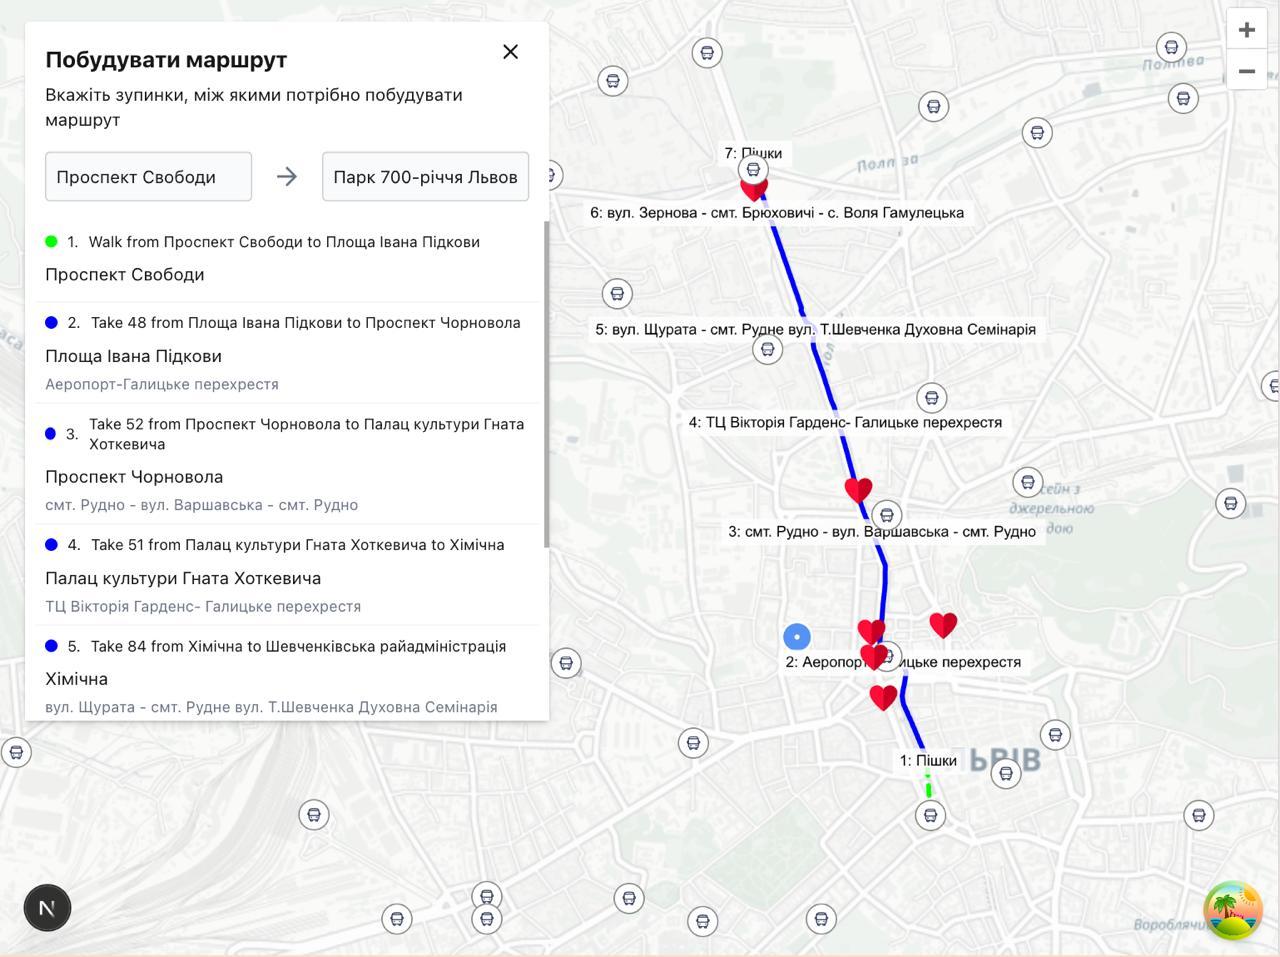 Побудувати маршрут
Вкажіть зупинки, між якими потрібно побудувати
маршрут
Проспект Свободи
Парк 700-річчя Львов
1. Walk from Проспект Свободи to Площа Івана Підкови
Проспект Свободи
2. Take 48 from Площа Івана Підкови to Проспект Чорновола
Площа Івана Підкови
Аеропорт-Галицьке перехрестя
3. Take 52 from Проспект Чорновола to Палац культури Гната
Хоткевича
Проспект Чорновола
смт. Рудно - вул. Варшавська - смт. Рудно
4. Take 51 from Палац культури Гната Хоткевича to Хімічна
Палац культури Гната Хоткевича
ТЦ Вікторія Гарденс- Галицьке перехрестя
5. Take 84 from Хімічна to Шевченківська райадміністрація
Хімічна
вул. Щурата - смт. Рудне вул. Т.Шевченка Духовна Семінарія
N
+
−
Полтва
Полтва
7: Пішки
6: вул. Зернова - смт. Брюховичі - с. Воля Гамулецька
5: вул. Щурата - смт. Рудне вул. Т.Шевченка Духовна Семінарія
4: ТЦ Вікторія Гарденс- Галицьке перехрестя
3: смт. Рудно - вул. Варшавська - смт. Рудно
2: Аеропорт ицьке перехрестя
1: Пішки
ЬВІВ
сейн з
джерельною
дою